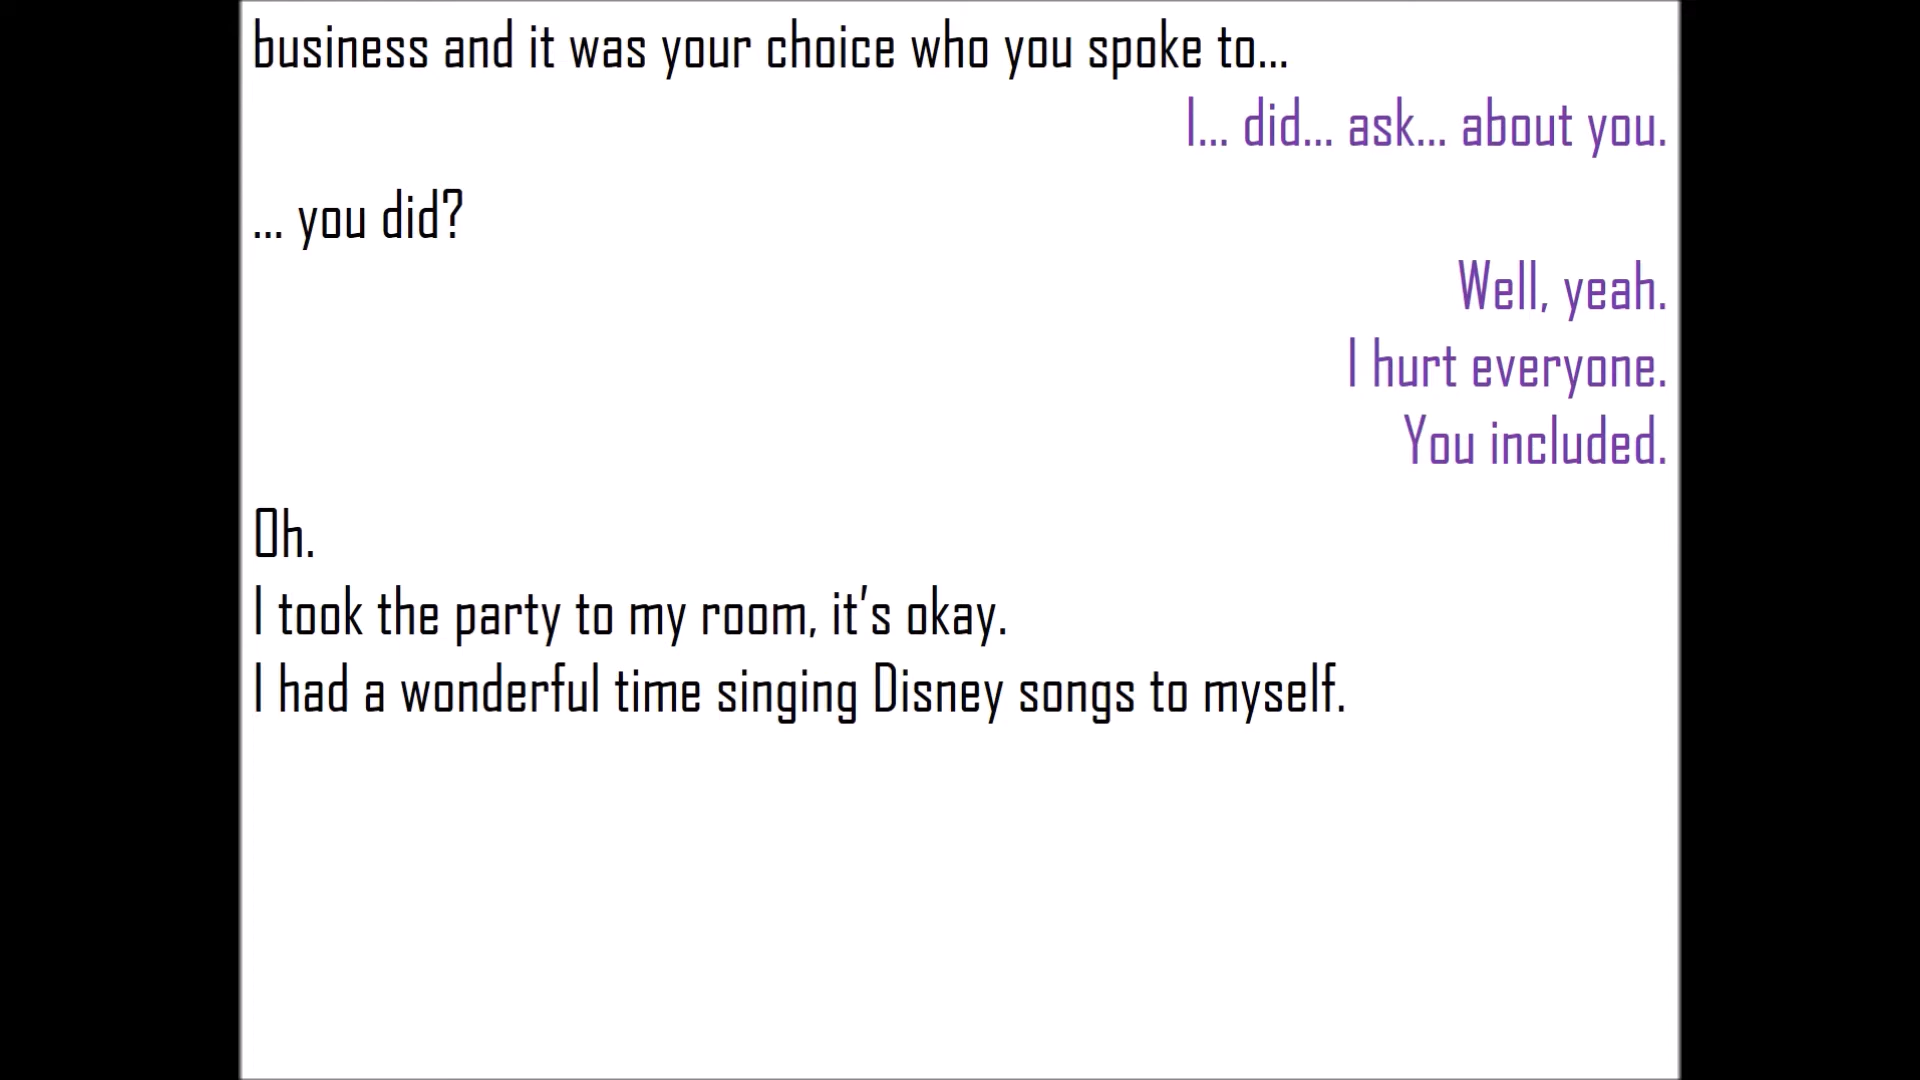 business and it was your choice who you spoke to...
I... did... ask... about you.
... you did?
Well, yeah.
I hurt everyone.
You included.
Oh.
I took the party to my room, it's okay.
I had a wonderful time singing Disney songs to myself.